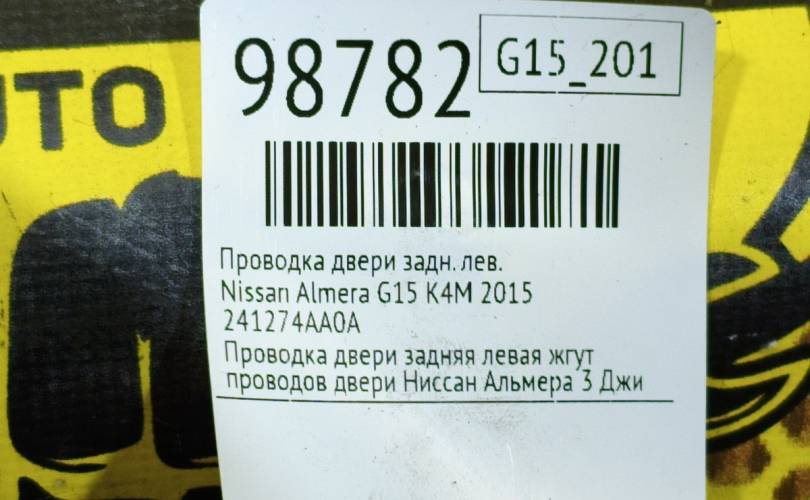 UTO
98782
G15_201
Проводка двери задн. лев.
Nissan Almera G15 K4M 2015
241274AA0A
Проводка двери задняя левая жгут
проводов двери Ниссан Альмера 3 Джи